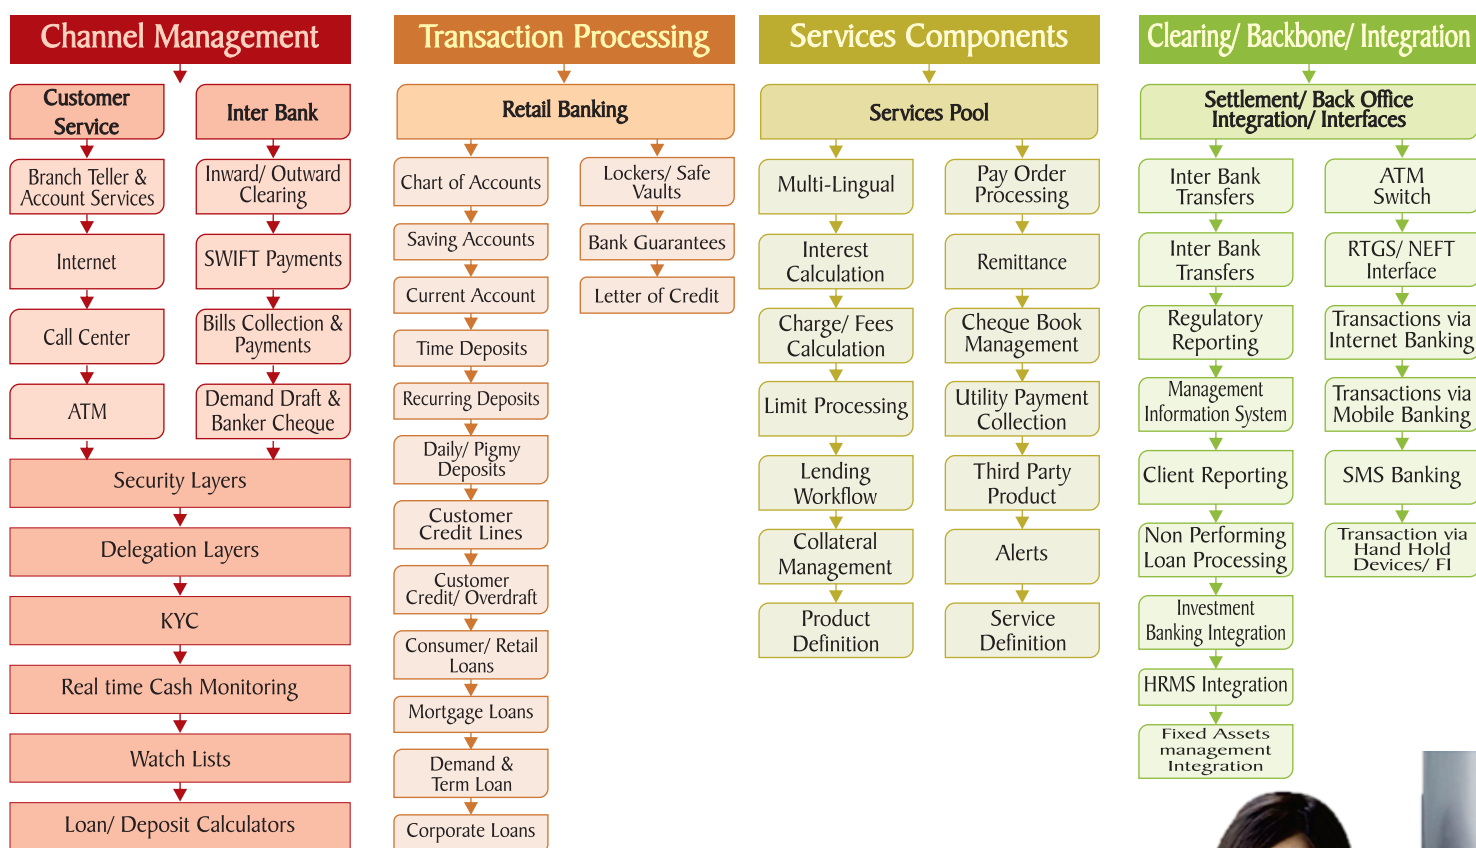 Channel Management
Customer
Service
Inter Bank
Branch Teller &
Account Services
Inward/ Outward
Clearing
Internet
SWIFT Payments
Call Center
Bills Collection &
Payments
ATM
Demand Draft &
Banker Cheque
Security Layers
Delegation Layers
KYC
Real time Cash Monitoring
Watch Lists
Loan/ Deposit Calculators
Transaction Processing
Retail Banking
Chart of Accounts
Saving Accounts
Current Account
Time Deposits
Recurring Deposits
Daily/ Pigmy
Deposits
Customer
Credit Lines
Customer
Credit/ Overdraft
Consumer/ Retail
Loans
Mortgage Loans
Demand &
Term Loan
Corporate Loans
Lockers/ Safe
Vaults
Bank Guarantees
Letter of Credit
Services Components
Services Pool
Multi-Lingual
Interest
Calculation
Charge/ Fees
Calculation
Limit Processing
Lending
Workflow
Collateral
Management
Product
Definition
Pay Order
Processing
Remittance
Cheque Book
Management
Utility Payment
Collection
Third Party
Product
Alerts
Service
Definition
Clearing/ Backbone/ Integration
Settlement/ Back Office
Integration/ Interfaces
Inter Bank
Transfers
Inter Bank
Transfers
Regulatory
Reporting
Management
Information System
Client Reporting
Non Performing
Loan Processing
Investment
Banking Integration
HRMS Integration
Fixed Assets
management
Integration
ATM
Switch
RTGS/ NEFT
Interface
Transactions via
Internet Banking
Transactions via
Mobile Banking
SMS Banking
Transaction via
Hand Hold
Devices/ FI